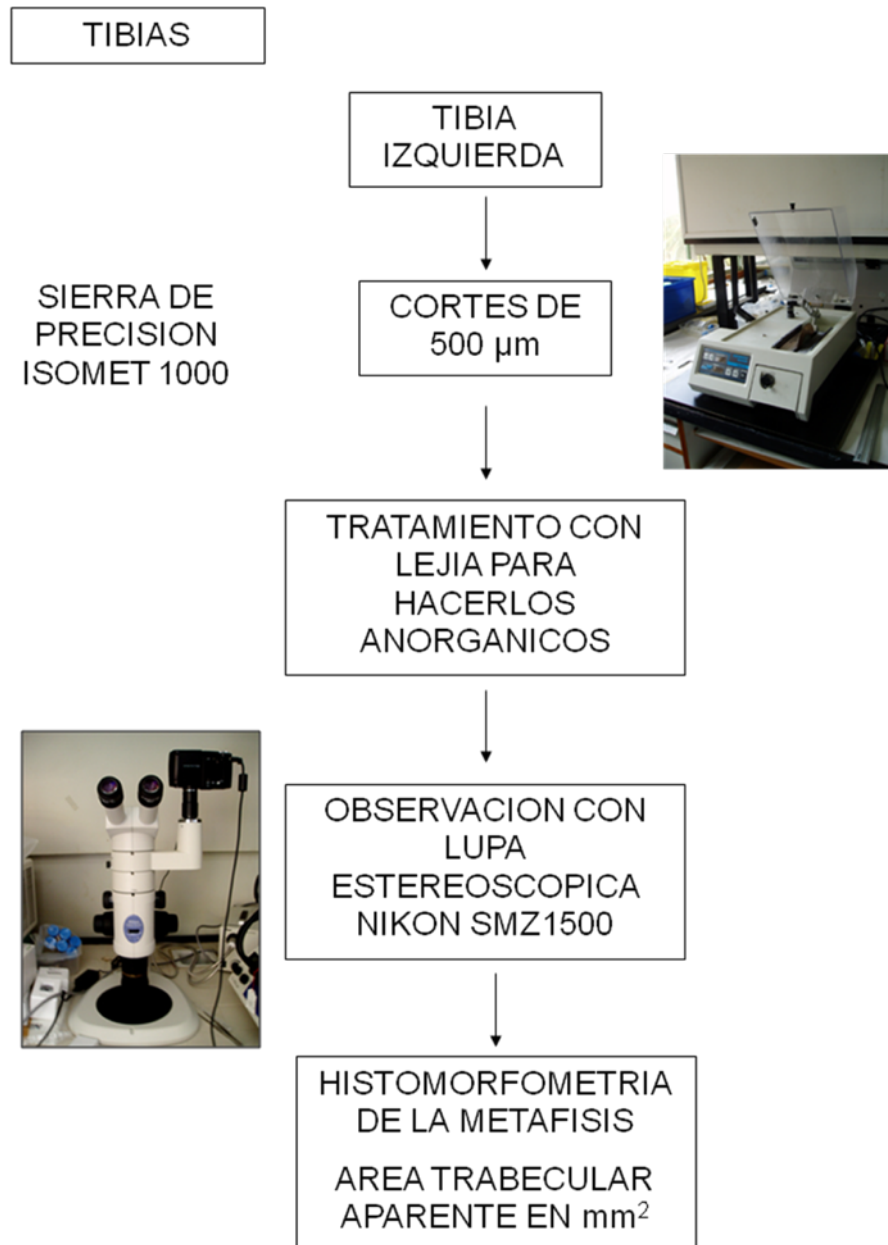 TIBIAS
TIBIA
IZQUIERDA
SIERRA DE
PRECISION
ISOMET 1000
CORTES DE
500 µm
TRATAMIENTO CON
LEJIA PARA
HACERLOS
ANORGANICOS
OBSERVACION CON
LUPA
ESTEREOSCOPICA
NIKON SMZ1500
HISTOMORFOMETRIA
DE LA METAFISIS
AREA TRABECULAR
APARENTE EN mm²